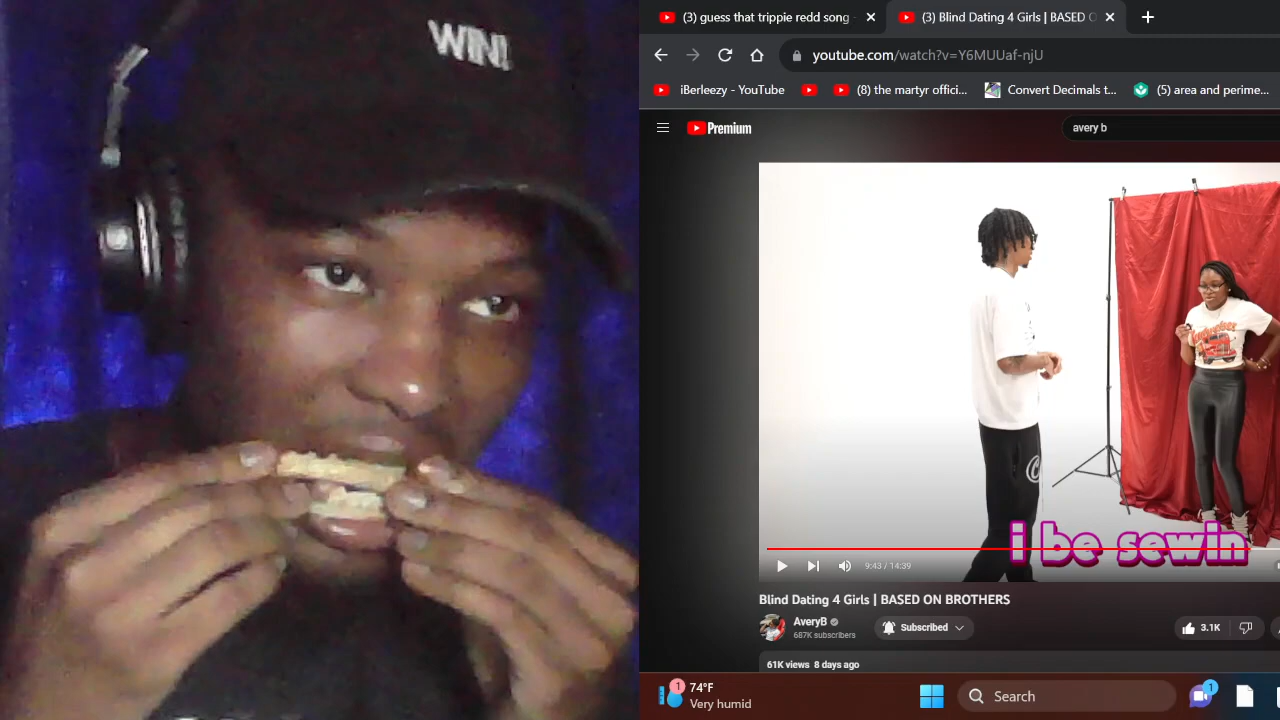 WIN!
(3) guess that trippie redd song
(3) Blind Dating 4 Girls | BASED O
youtube.com/watch?v=Y6MUUaf-njU
iBerleezy - YouTube
(8) the martyr offici...
Convert Decimals t...
(5) area and perime...
Premium
avery b
i be sewin
9:43 / 14:39
Blind Dating 4 Girls | BASED ON BROTHERS
AveryB
687K subscribers
Subscribed
3.1K
61K views 8 days ago
1
74°F
Very humid
Search
1